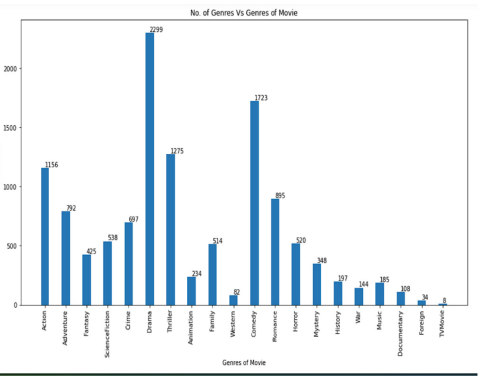 No. of Genres Vs Genres of Movie
2299
2000
1723
1500
1275
1156
1000
895
792
697
538
520
514
500
425
348
234
197
185
144
108
82
34
8
0
Action
Adventure
Fantasy
ScienceFiction
Crime
Drama
Thriller
Animation
Family
Western
Comedy
Romance
Horror
Mystery
History
War
Music
Documentary
Foreign
TVMovie
Genres of Movie